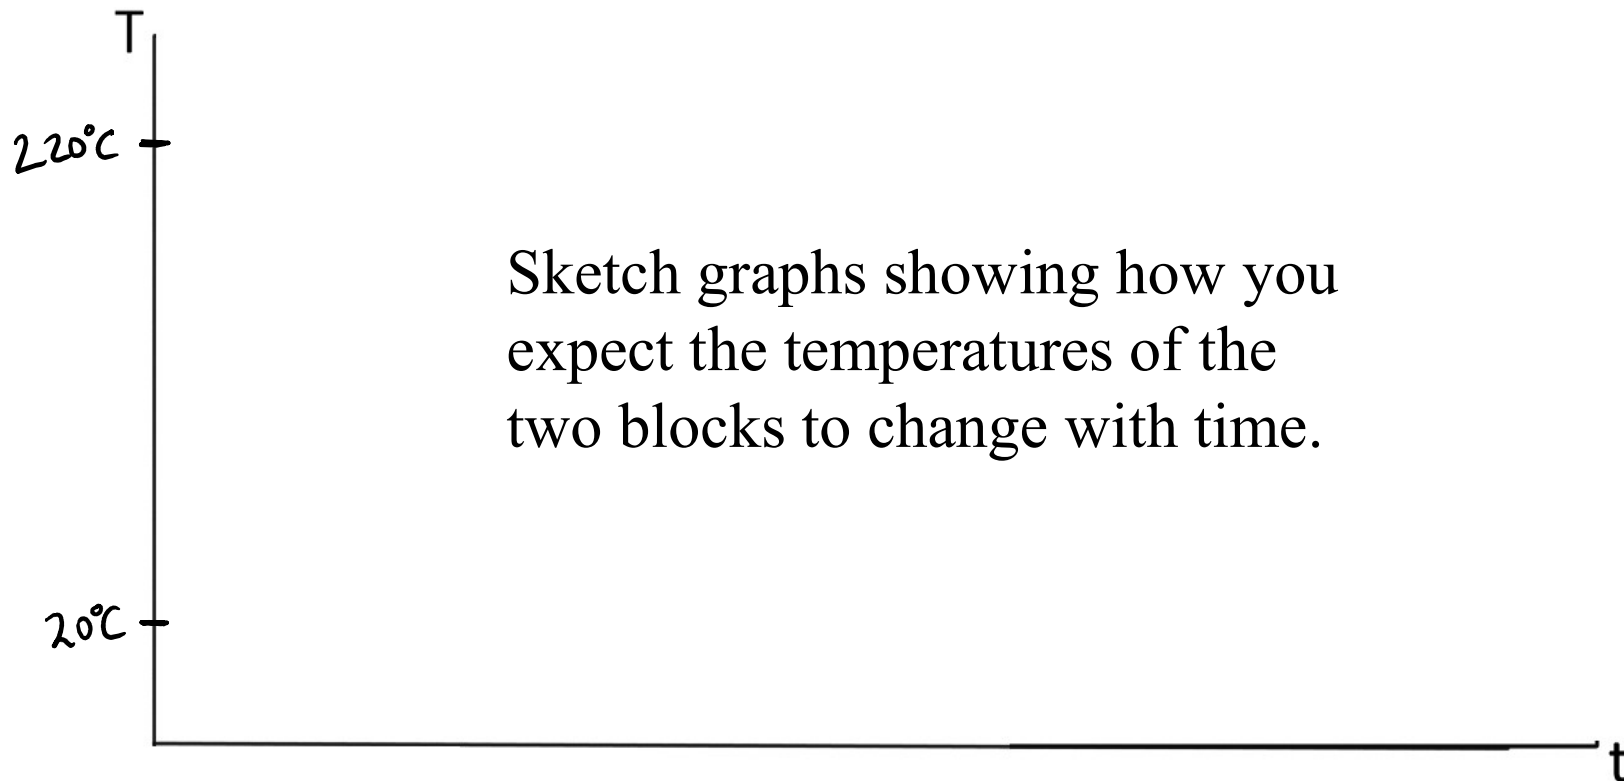 T
220°C
Sketch graphs showing how you
expect the temperatures of the
two blocks to change with time.
20°C
t